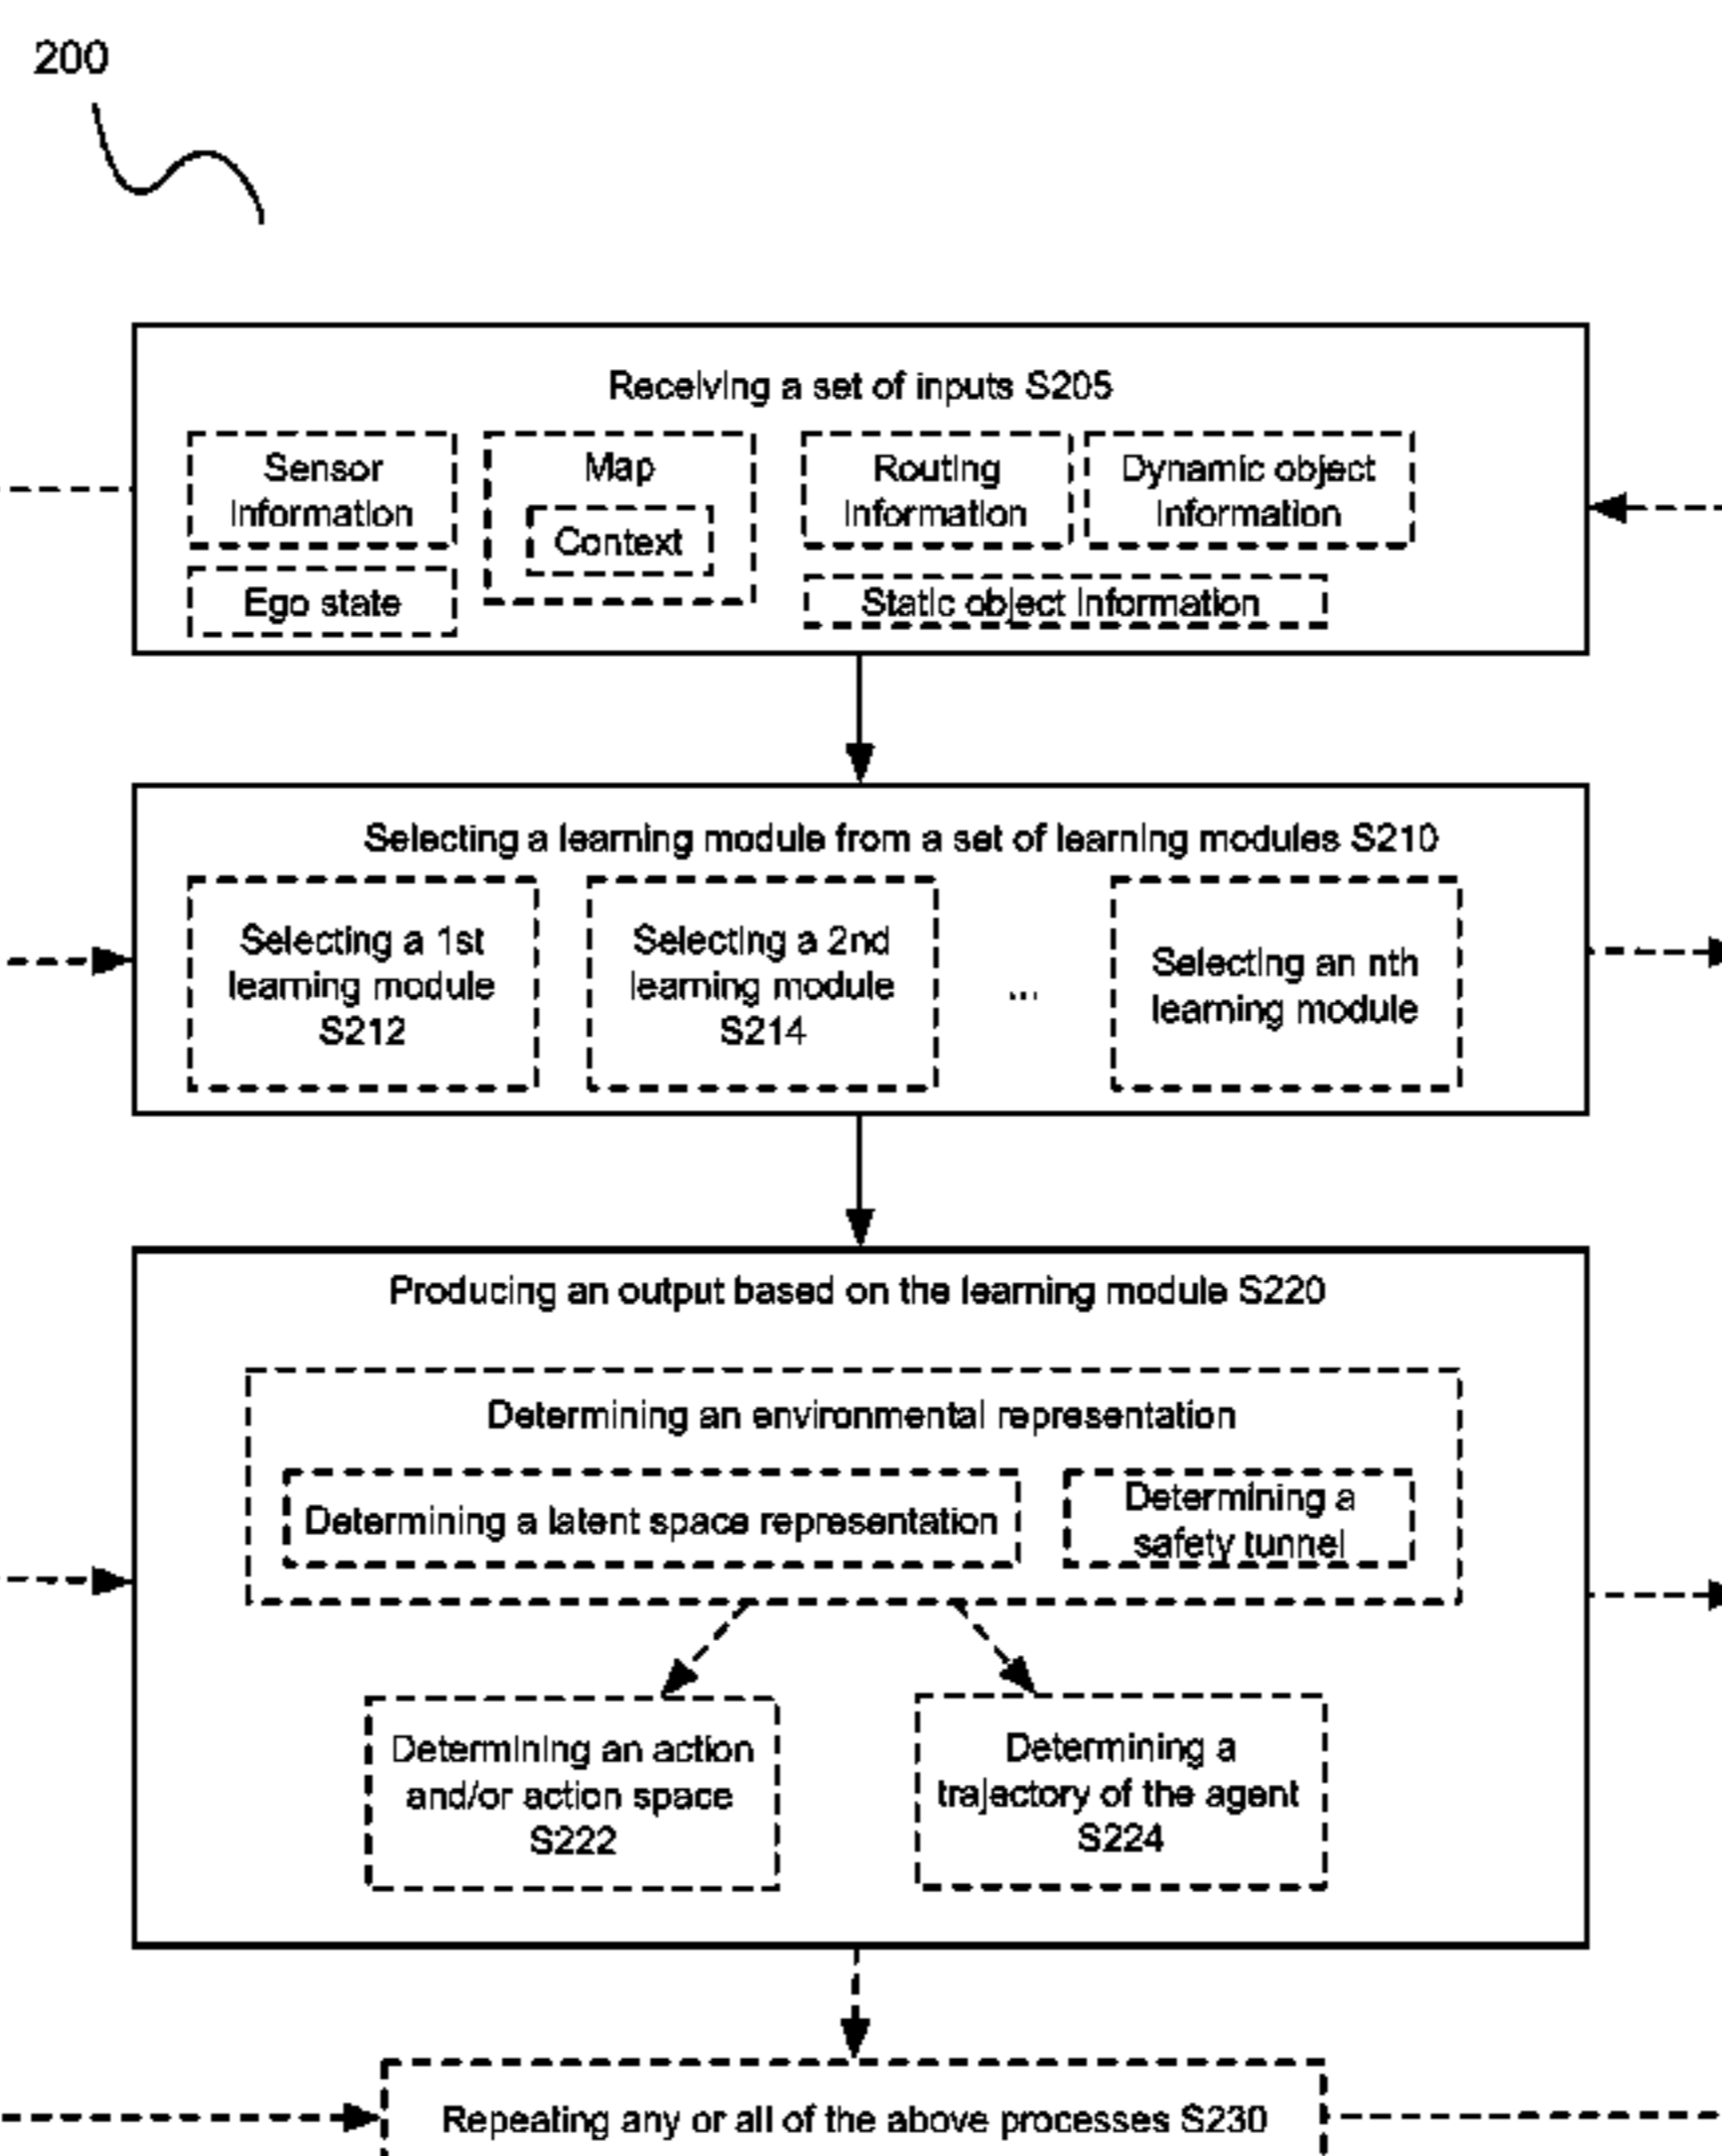 200
Receiving a set of inputs S205
Sensor
information
Map
Context
Routing
information
Dynamic object
information
Ego state
Static object information
Selecting a learning module from a set of learning modules S210
Selecting a 1st
learning module
S212
Selecting a 2nd
learning module
S214
...
Selecting an nth
learning module
Producing an output based on the learning module S220
Determining an environmental representation
Determining a latent space representation
Determining a
safety tunnel
Determining an action
and/or action space
S222
Determining a
trajectory of the agent
S224
Repeating any or all of the above processes S230